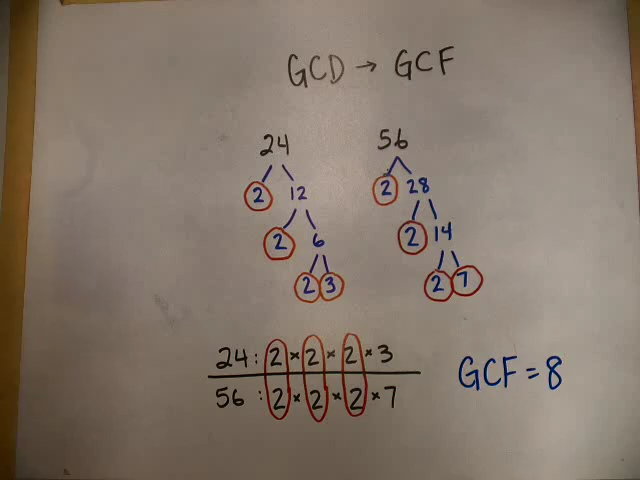 GCD → GCF
24 56
2 12 2 28
2 6 2 14
2 3 2 7
24: 2 × 2 × 2 × 3
56 : 2 × 2 × 2 × 7
GCF = 8